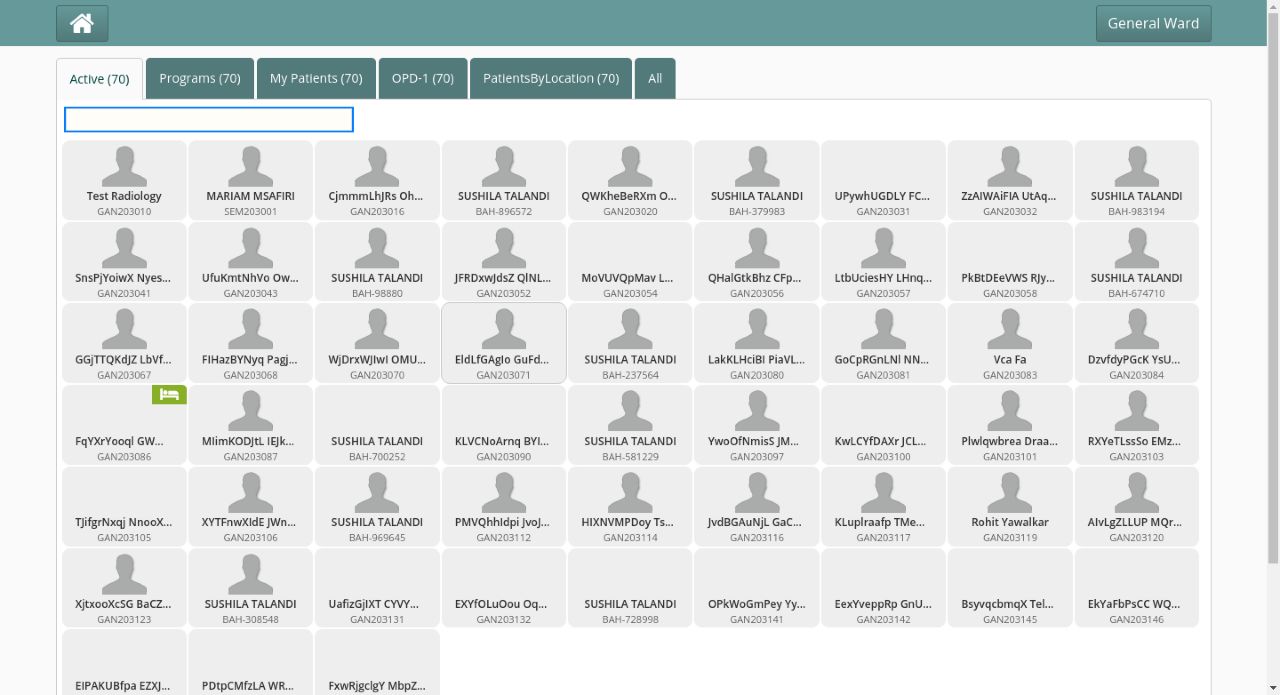 General Ward
Active (70)
Programs (70)
My Patients (70)
OPD-1 (70)
PatientsByLocation (70)
All
Test Radiology
GAN203010
MARIAM MSAFIRI
SEM203001
CjmmmLhJRs Oh...
GAN203016
SUSHILA TALANDI
BAH-896572
QWKheBeRXm O...
GAN203020
SUSHILA TALANDI
BAH-379983
UPywhUGDLY FC...
GAN203031
ZzAIWAiFIA UtAq...
GAN203032
SUSHILA TALANDI
BAH-983194
SnsPjYoiwX Nyes...
GAN203041
UfuKmtNhVo Ow...
GAN203043
SUSHILA TALANDI
BAH-98880
JFRDxwJdsZ QlNL...
GAN203052
MoVUVQpMav L...
GAN203054
QHalGtkBhz CFp...
GAN203056
LtbUciesHY LHnq...
GAN203057
PkBtDEeVWS RJy...
GAN203058
SUSHILA TALANDI
BAH-674710
GGjTTQKdJZ LbVf...
GAN203067
FIHazBYNyq Pagj...
GAN203068
WjDrxWJIwI OMU...
GAN203070
EldLfGAgIo GuFd...
GAN203071
SUSHILA TALANDI
BAH-237564
LakKLHciBI PiaVL...
GAN203080
GoCpRGnLNl NN...
GAN203081
Vca Fa
GAN203083
DzvfdyPGcK YsU...
GAN203084
FqYXrYooql GW...
GAN203086
MIimKODJtL IEJk...
GAN203087
SUSHILA TALANDI
BAH-700252
KLVCNoArnq BYI...
GAN203090
SUSHILA TALANDI
BAH-581229
YwoOfNmisS JM...
GAN203097
KwLCYfDAXr JCL...
GAN203100
Plwlqwbrea Draa...
GAN203101
RXYeTLssSo EMz...
GAN203103
TJifgrNxqj NnooX...
GAN203105
XYTFnwXIdE JWn...
GAN203106
SUSHILA TALANDI
BAH-969645
PMVQhhIdpi JvoJ...
GAN203112
HIXNVMPDoy Ts...
GAN203114
JvdBGAuNjL GaC...
GAN203116
KLuplraafp TMe...
GAN203117
Rohit Yawalkar
GAN203119
AIvLgZLLUP MQr...
GAN203120
XjtxooXcSG BaCZ...
GAN203123
SUSHILA TALANDI
BAH-308548
UafizGjIXT CYVY...
GAN203131
EXYfOLuOou Oq...
GAN203132
SUSHILA TALANDI
BAH-728998
OPkWoGmPey Yy...
GAN203141
EexYveppRp GnU...
GAN203142
BsyvqcbmqX Tel...
GAN203145
EkYaFbPsCC WQ...
GAN203146
EIPAKUBfpa EZXJ...
PDtpCMfzLA WR...
FxwRjgclgY MbpZ...